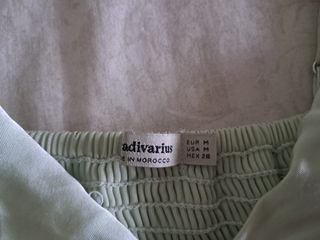 adivarius
E IN MOROCCO
EUR M
USA M
MEX 28